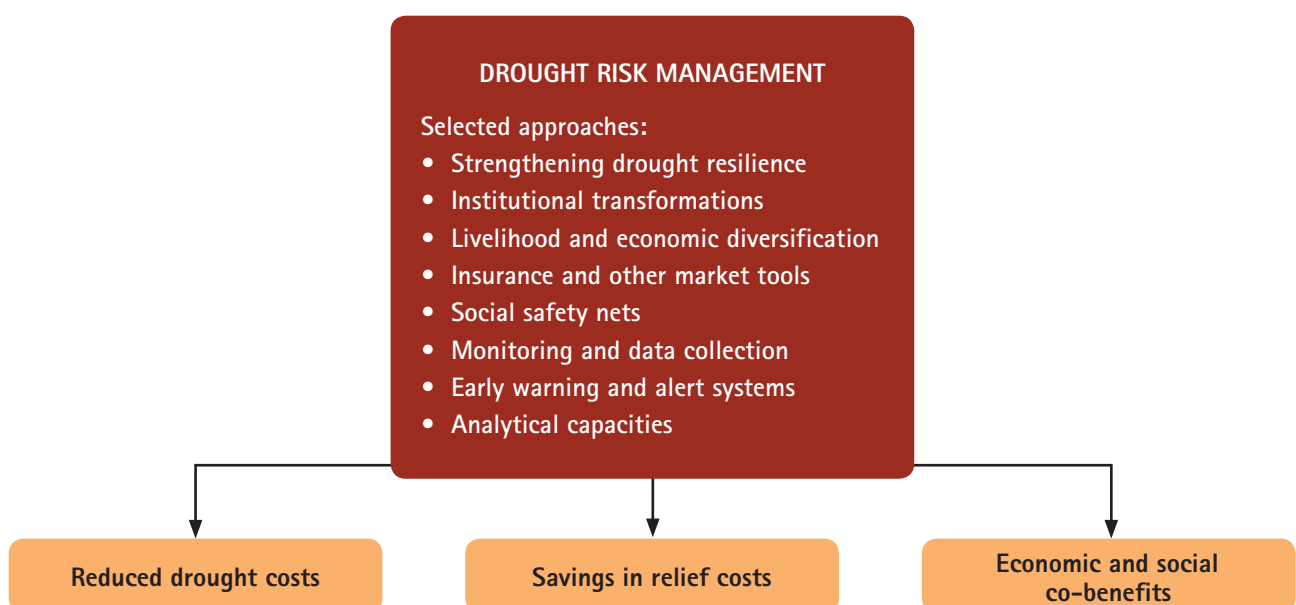 DROUGHT RISK MANAGEMENT
Selected approaches:
• Strengthening drought resilience
• Institutional transformations
• Livelihood and economic diversification
• Insurance and other market tools
• Social safety nets
• Monitoring and data collection
• Early warning and alert systems
• Analytical capacities
Reduced drought costs
Savings in relief costs
Economic and social
co-benefits